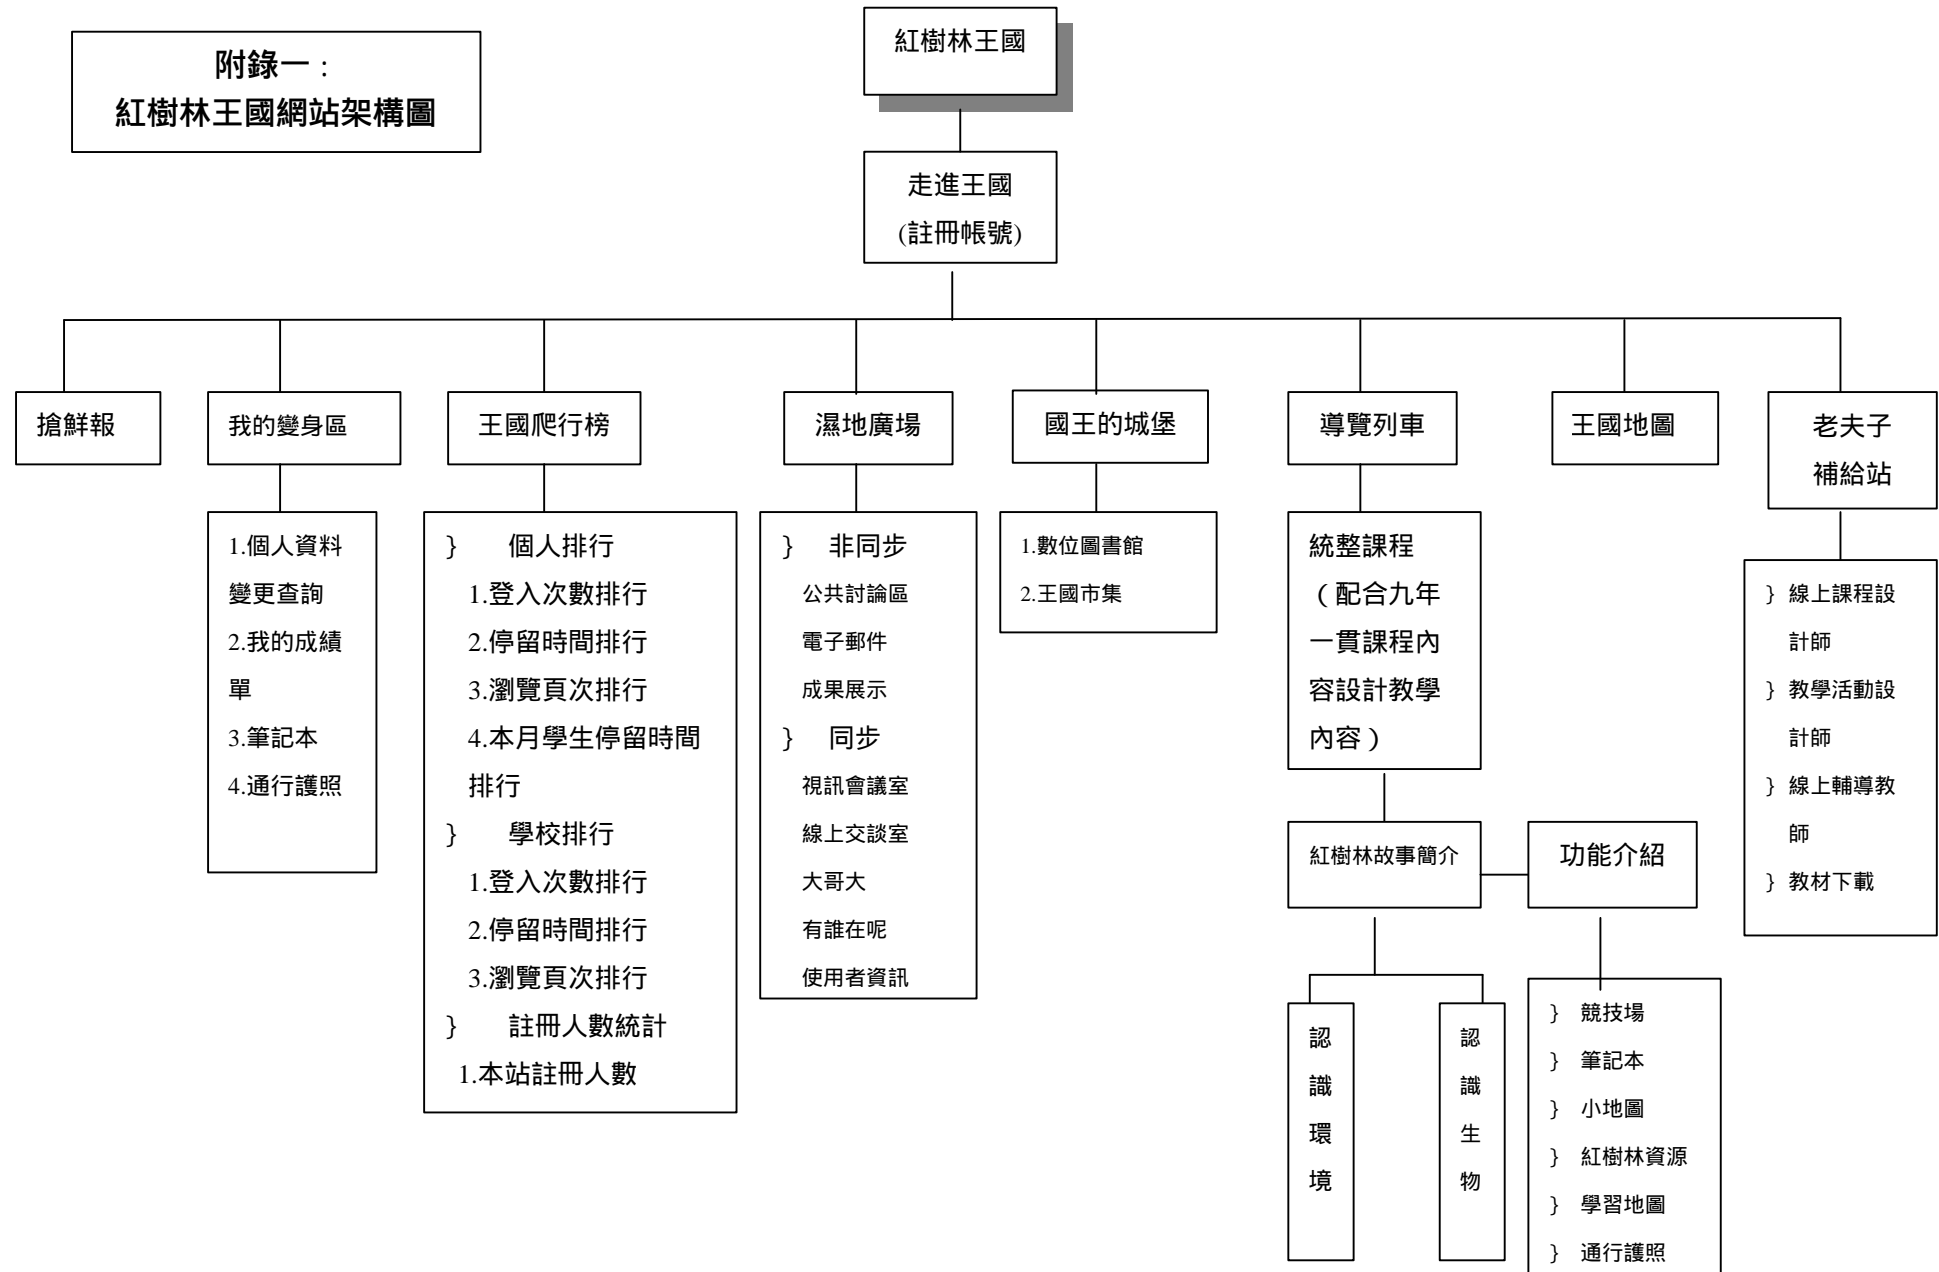 附錄一：
紅樹林王國網站架構圖
紅樹林王國
走進王國
(註冊帳號)
搶鮮報
我的變身區
王國爬行榜
濕地廣場
國王的城堡
導覽列車
王國地圖
老夫子
補給站
1.個人資料
變更查詢
2.我的成績
單
3.筆記本
4.通行護照
} 個人排行
1.登入次數排行
2.停留時間排行
3.瀏覽頁次排行
4.本月學生停留時間
排行
} 學校排行
1.登入次數排行
2.停留時間排行
3.瀏覽頁次排行
} 註冊人數統計
1.本站註冊人數
} 非同步
公共討論區
電子郵件
成果展示
} 同步
視訊會議室
線上交談室
大哥大
有誰在呢
使用者資訊
1.數位圖書館
2.王國市集
統整課程
（配合九年
一貫課程內
容設計教學
內容）
紅樹林故事簡介
功能介紹
認
識
環
境
認
識
生
物
} 競技場
} 筆記本
} 小地圖
} 紅樹林資源
} 學習地圖
} 通行護照
} 線上課程設
計師
} 教學活動設
計師
} 線上輔導教
師
} 教材下載